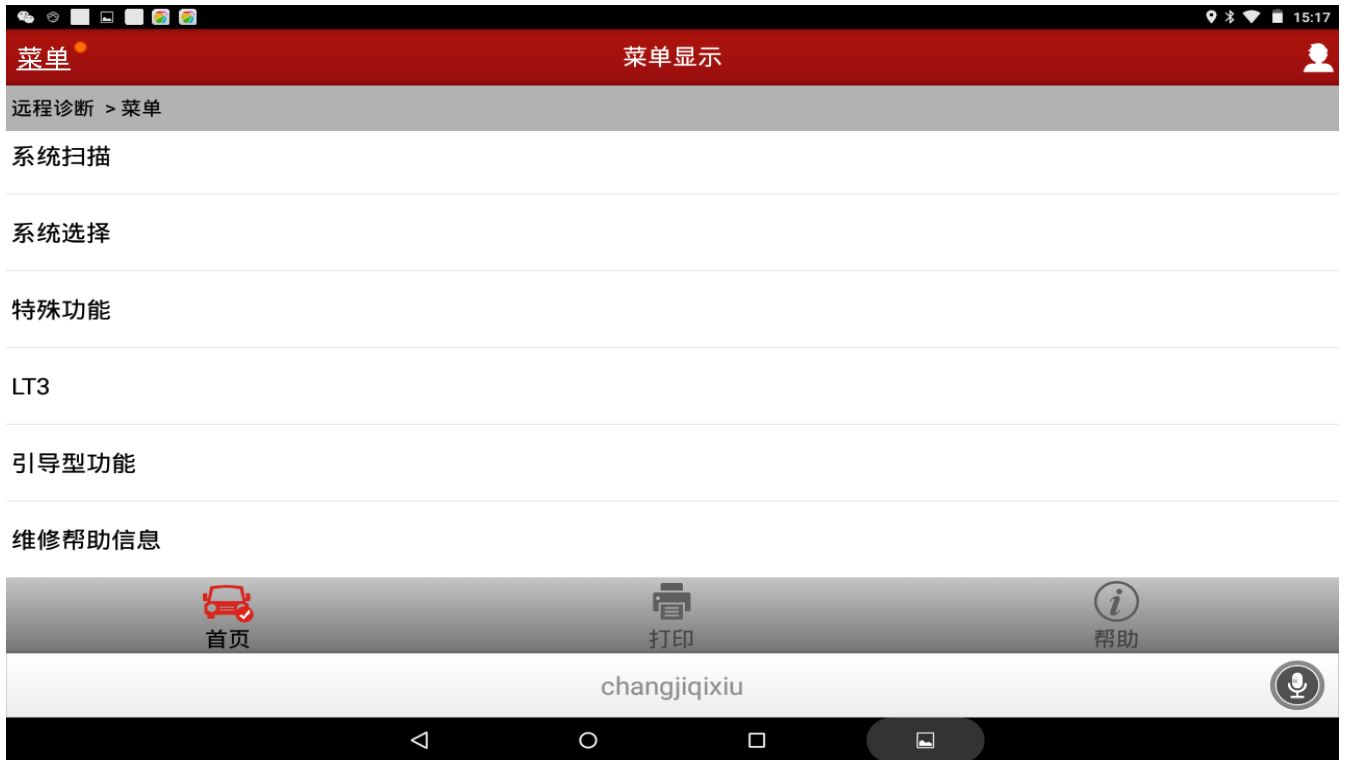 15:17
菜单
菜单显示
远程诊断 >菜单
系统扫描
系统选择
特殊功能
LT3
引导型功能
维修帮助信息
首页
打印
帮助
changjiqixiu